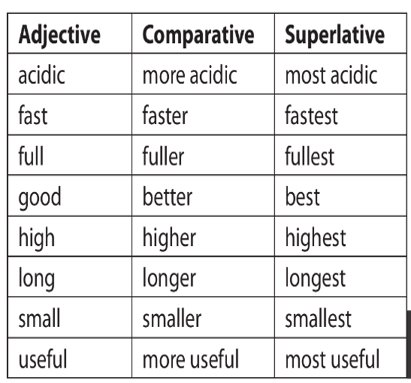 Adjective Comparative Superlative
acidic more acidic most acidic
fast faster fastest
full fuller fullest
good better best
high higher highest
long longer longest
small smaller smallest
useful more useful most useful